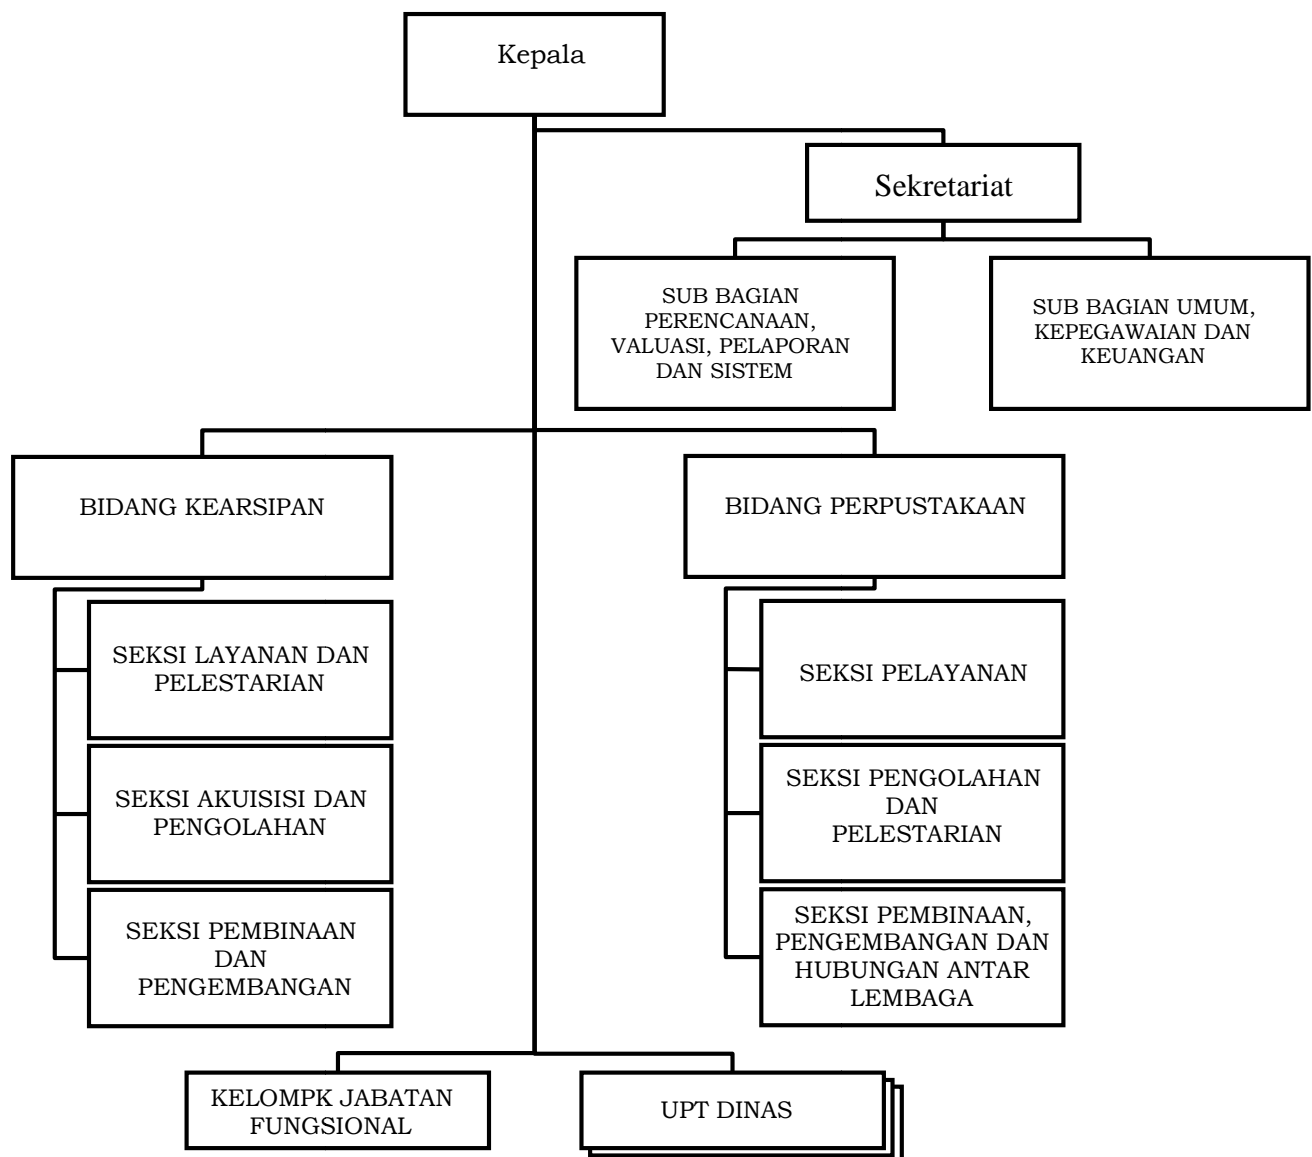 Kepala
Sekretariat
SUB BAGIAN
PERENCANAAN,
VALUASI, PELAPORAN
DAN SISTEM
SUB BAGIAN UMUM,
KEPEGAWAIAN DAN
KEUANGAN
BIDANG KEARSIPAN
BIDANG PERPUSTAKAAN
SEKSI LAYANAN DAN
PELESTARIAN
SEKSI AKUISISI DAN
PENGOLAHAN
SEKSI PEMBINAAN
DAN
PENGEMBANGAN
SEKSI PELAYANAN
SEKSI PENGOLAHAN
DAN
PELESTARIAN
SEKSI PEMBINAAN,
PENGEMBANGAN DAN
HUBUNGAN ANTAR
LEMBAGA
KELOMPK JABATAN
FUNGSIONAL
UPT DINAS